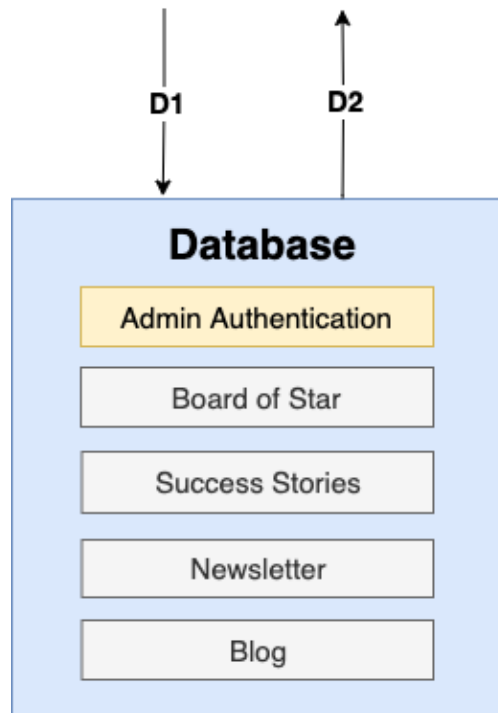 D1
D2
Database
Admin Authentication
Board of Star
Success Stories
Newsletter
Blog